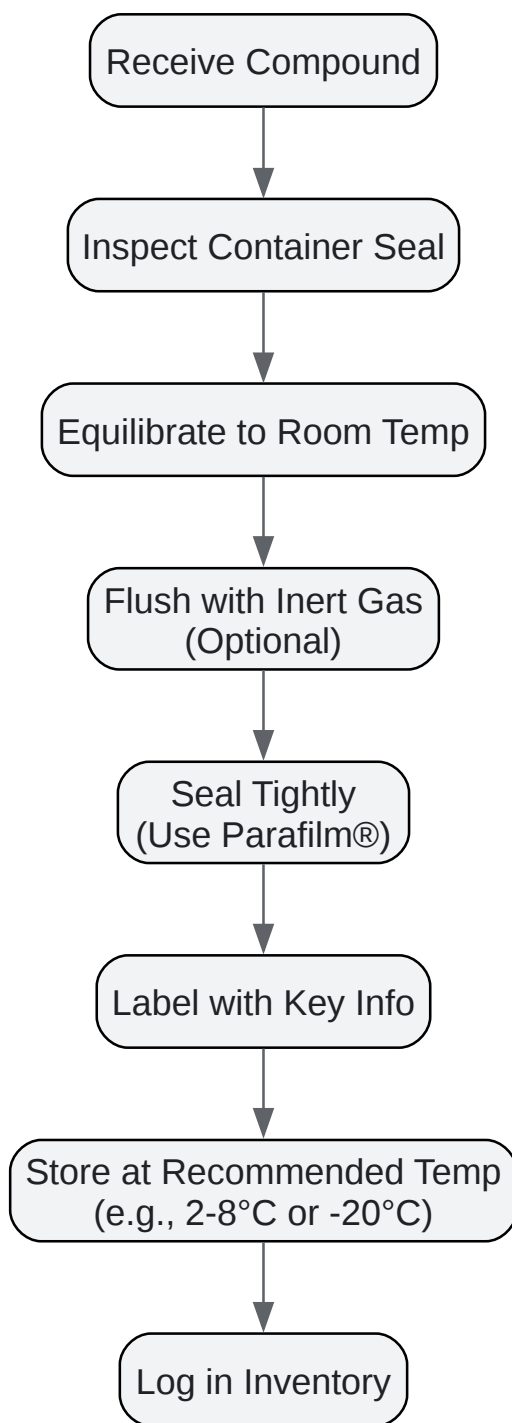 Receive Compound
Inspect Container Seal
Equilibrate to Room Temp
Flush with Inert Gas
(Optional)
Seal Tightly
(Use Parafilm®)
Label with Key Info
Store at Recommended Temp
(e.g., 2-8°C or -20°C)
Log in Inventory